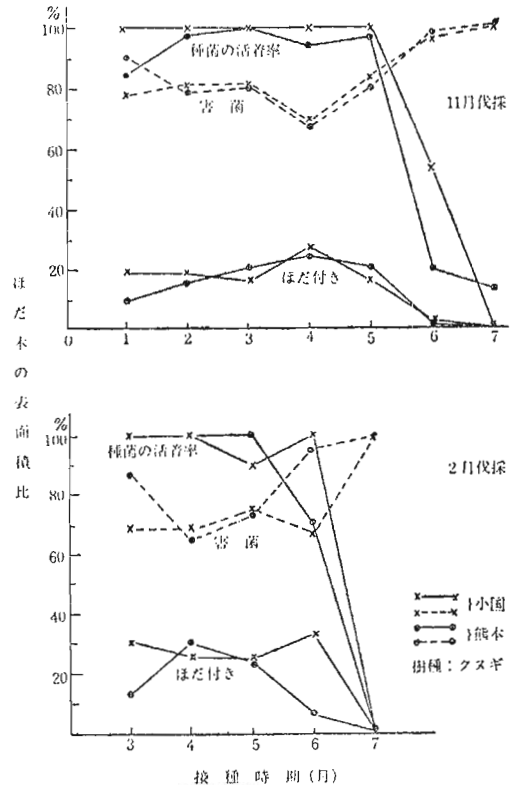 %
100
80
60
40
20
0
1 2 3 4 5 6 7
種菌の活着率
害菌
ほだ付き
11月伐採
ほだ木の表面積比
%
100
80
60
40
20
3 4 5 6 7
種菌の活着率
害菌
ほだ付き
2月伐採
小国
熊本
樹種：クヌギ
接種時期(月)